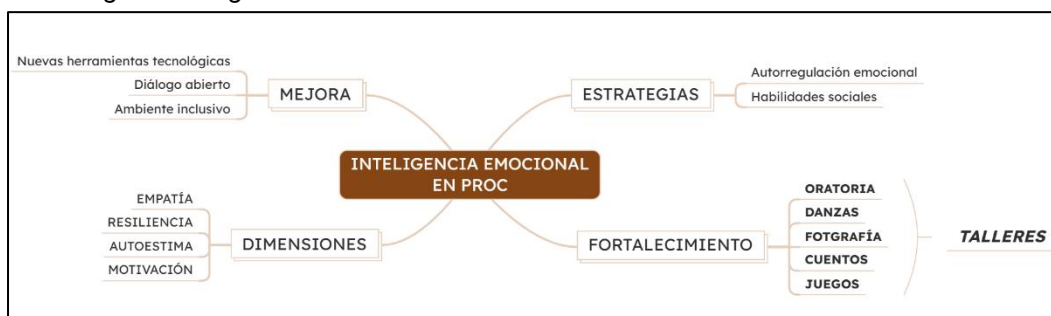 Nuevas herramientas tecnológicas
Diálogo abierto
Ambiente inclusivo
MEJORA
ESTRATEGIAS
Autorregulación emocional
Habilidades sociales
INTELIGENCIA EMOCIONAL
EN PROC
EMPATÍA
RESILIENCIA
AUTOESTIMA
MOTIVACIÓN
DIMENSIONES
FORTALECIMIENTO
ORATORIA
DANZAS
FOTGRAFÍA
CUENTOS
JUEGOS
TALLERES